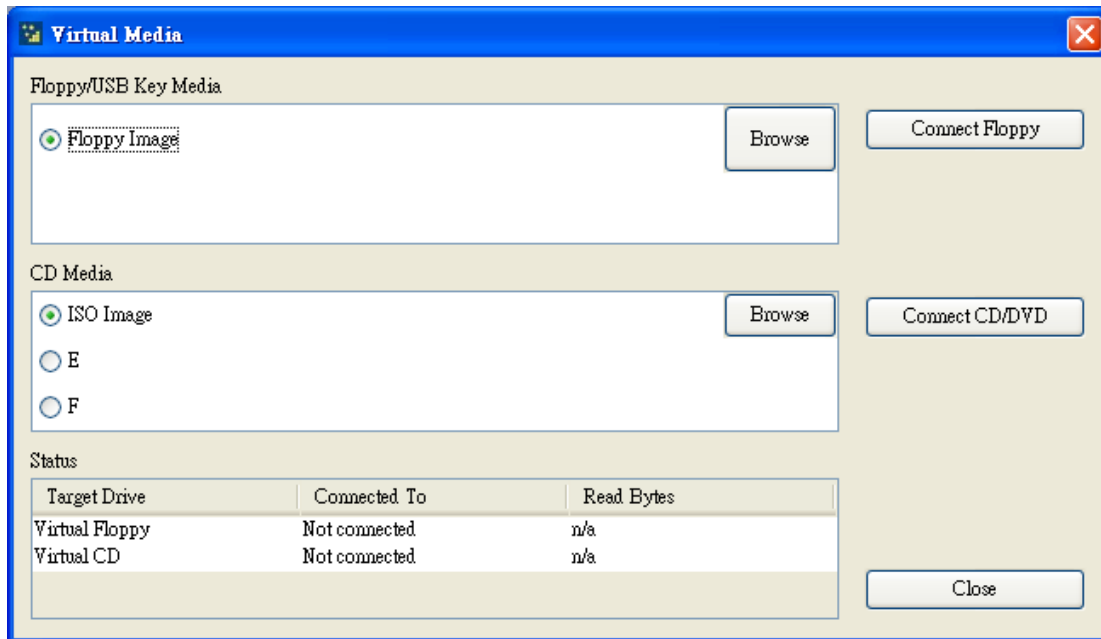 Virtual Media
Floppy/USB Key Media
Floppy Image
Browse
Connect Floppy
CD Media
ISO Image
Browse
Connect CD/DVD
E
F
Status
Target Drive Connected To Read Bytes
Virtual Floppy Not connected n/a
Virtual CD Not connected n/a
Close